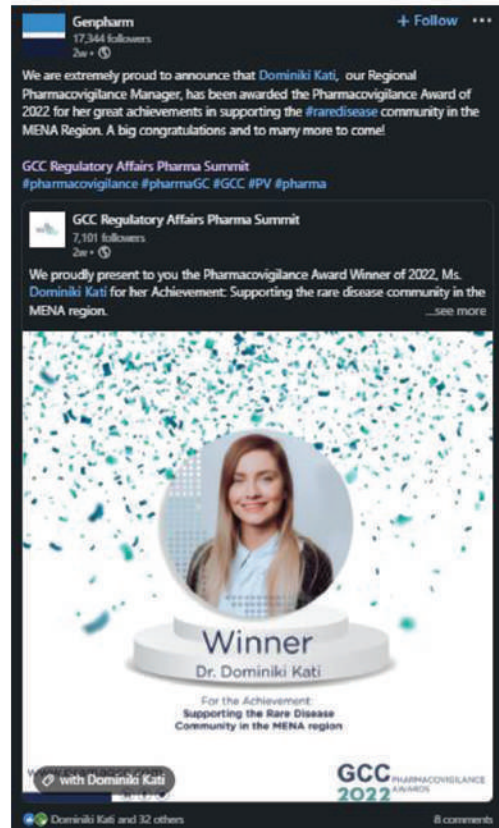 Genpharm
+ Follow
17,344 followers
2w •
We are extremely proud to announce that Dominiki Kati, our Regional
Pharmacovigilance Manager, has been awarded the Pharmacovigilance Award of
2022 for her great achievements in supporting the #raredisease community in the
MENA Region. A big congratulations and to many more to come!
GCC Regulatory Affairs Pharma Summit
#pharmacovigilance #pharmaGC #GCC #PV #pharma
GCC Regulatory Affairs Pharma Summit
7,101 followers
2w •
We proudly present to you the Pharmacovigilance Award Winner of 2022, Ms.
Dominiki Kati for her Achievement: Supporting the rare disease community in the
MENA region.
...see more
Winner
Dr. Dominiki Kati
For the Achievement:
Supporting the Rare Disease
Community in the MENA region
with Dominiki Kati
GCC PHARMACOVIGILANCE
2022 AWARDS
Dominiki Kati and 32 others
8 comments